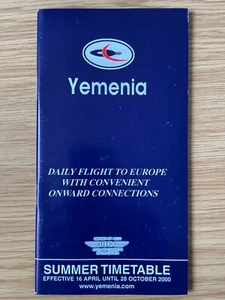 Yemenia
DAILY FLIGHT TO EUROPE
WITH CONVENIENT
ONWARD CONNECTIONS
SUMMER TIMETABLE
EFFECTIVE 16 APRIL UNTIL 28 OCTOBER 2000
www.yemenia.com